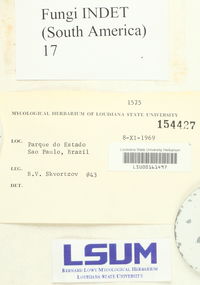 Fungi INDET
(South America)
17
1525
MYCOLOGICAL HERBARIUM OF LOUISIANA STATE UNIVERSITY
154427
8-XI-1969
LOC. Parque do Estado
Sao Paulo, Brazil
Louisiana State University Herbarium
LEG. B.V. Skvortzov #43
DET.
LSUM
BERNARD LOWY MYCOLOGICAL HERBARIUM
LOUISIANA STATE UNIVERSITY